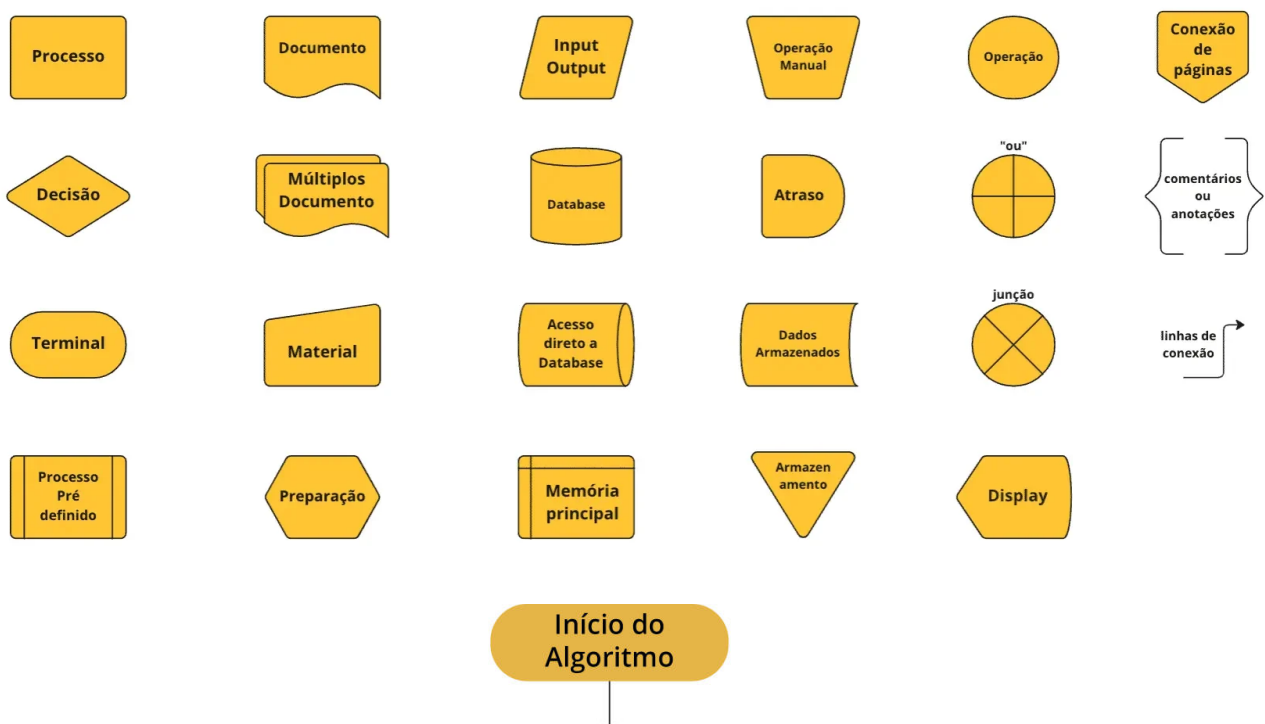 Processo
Documento
Input
Output
Operação
Manual
Operação
Conexão
de
páginas
Decisão
Múltiplos
Documento
Database
Atraso
"ou"
comentários
ou
anotações
Terminal
Material
Acesso
direto a
Database
Dados
Armazenados
junção
linhas de
conexão
Processo
Pré
definido
Preparação
Memória
principal
Armazen
amento
Display
Início do
Algoritmo